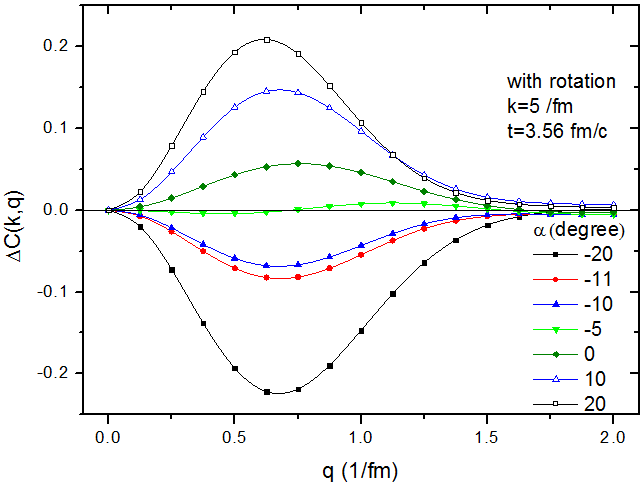 0.2
0.1
0.0
-0.1
-0.2
ΔC(k,q)
with rotation
k=5 /fm
t=3.56 fm/c
α (degree)
-20
-11
-10
-5
0
10
20
0.0 0.5 1.0 1.5 2.0
q (1/fm)